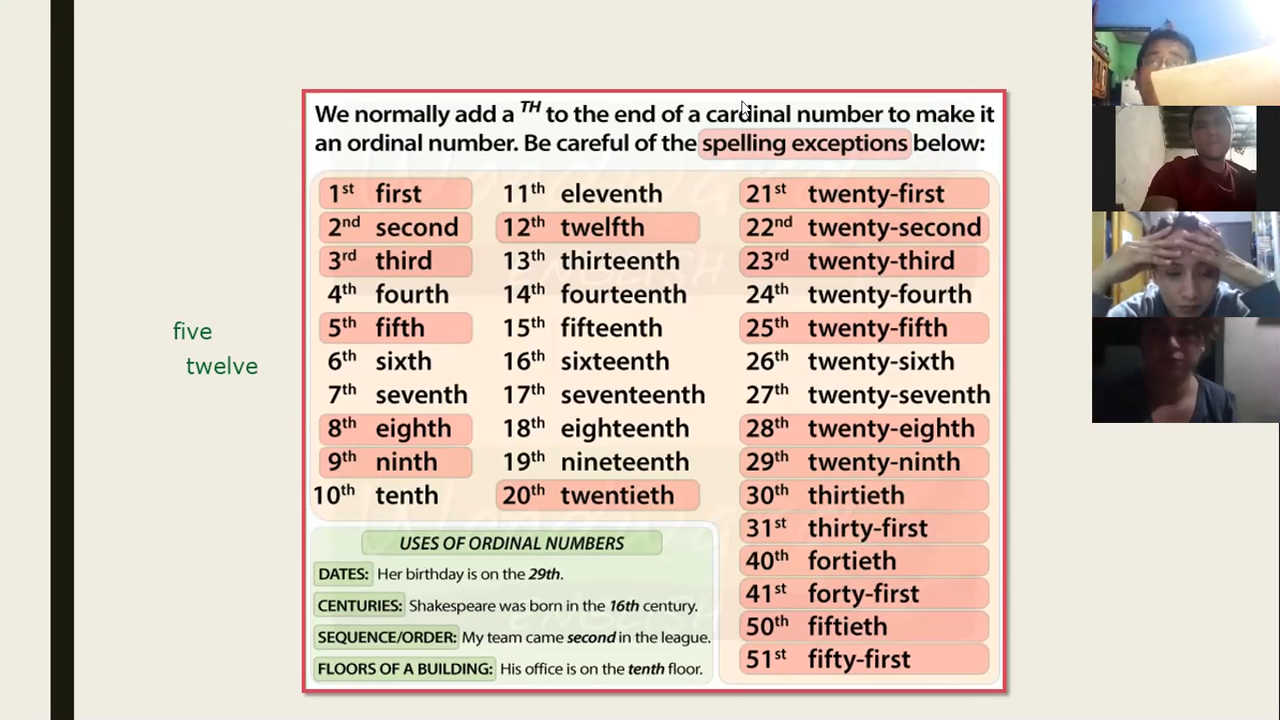 We normally add a TH to the end of a cardinal number to make it
an ordinal number. Be careful of the spelling exceptions below:
1st first
2nd second
3rd third
4th fourth
5th fifth
6th sixth
7th seventh
8th eighth
9th ninth
10th tenth
11th eleventh
12th twelfth
13th thirteenth
14th fourteenth
15th fifteenth
16th sixteenth
17th seventeenth
18th eighteenth
19th nineteenth
20th twentieth
21st twenty-first
22nd twenty-second
23rd twenty-third
24th twenty-fourth
25th twenty-fifth
26th twenty-sixth
27th twenty-seventh
28th twenty-eighth
29th twenty-ninth
30th thirtieth
31st thirty-first
40th fortieth
41st forty-first
50th fiftieth
51st fifty-first
USES OF ORDINAL NUMBERS
DATES: Her birthday is on the 29th.
CENTURIES: Shakespeare was born in the 16th century.
SEQUENCE/ORDER: My team came second in the league.
FLOORS OF A BUILDING: His office is on the tenth floor.
five
twelve